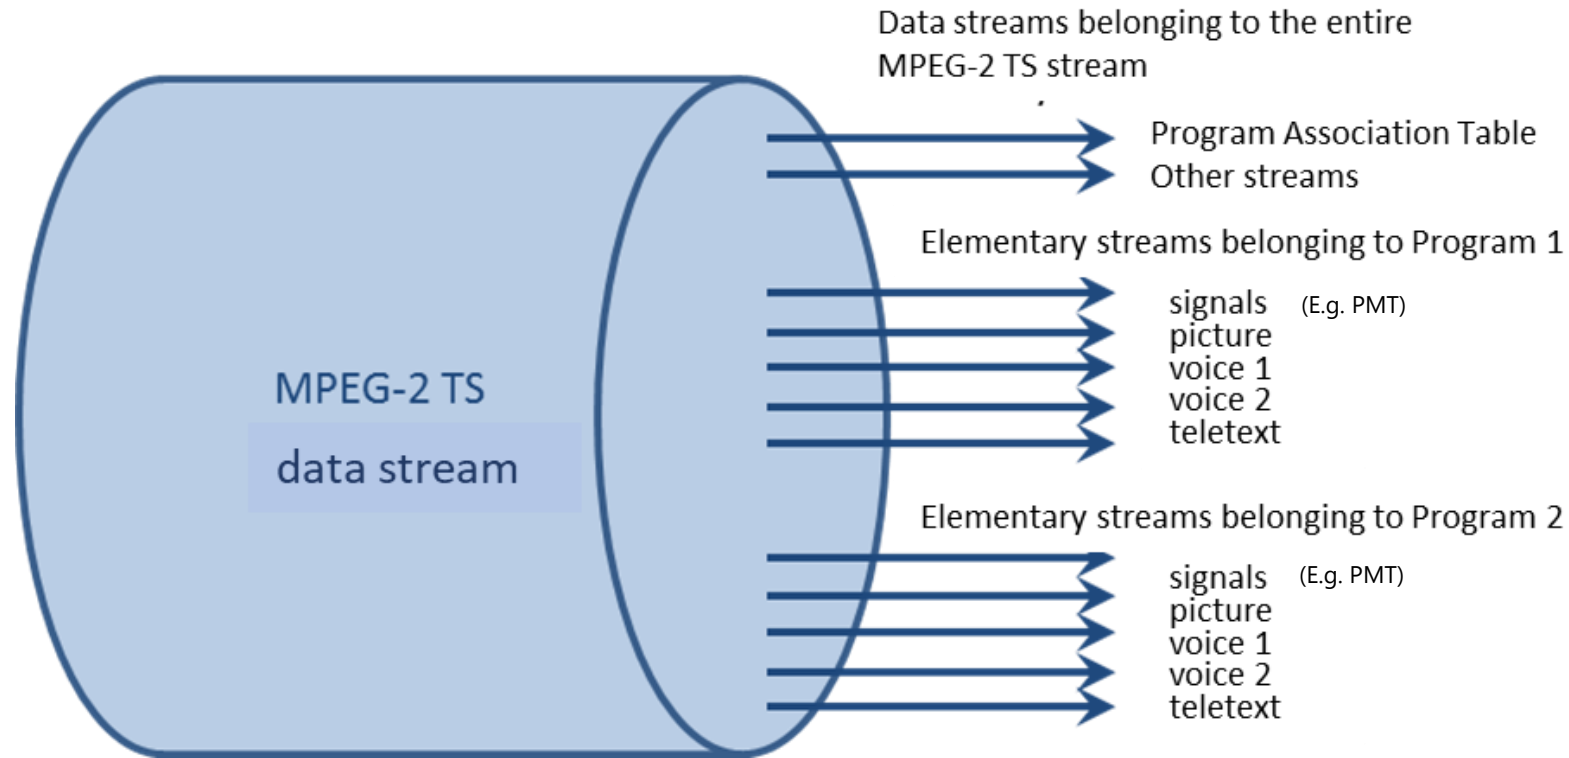 Data streams belonging to the entire
MPEG-2 TS stream
Program Association Table
Other streams
Elementary streams belonging to Program 1
signals (E.g. PMT)
picture
voice 1
voice 2
teletext
MPEG-2 TS
data stream
Elementary streams belonging to Program 2
signals (E.g. PMT)
picture
voice 1
voice 2
teletext